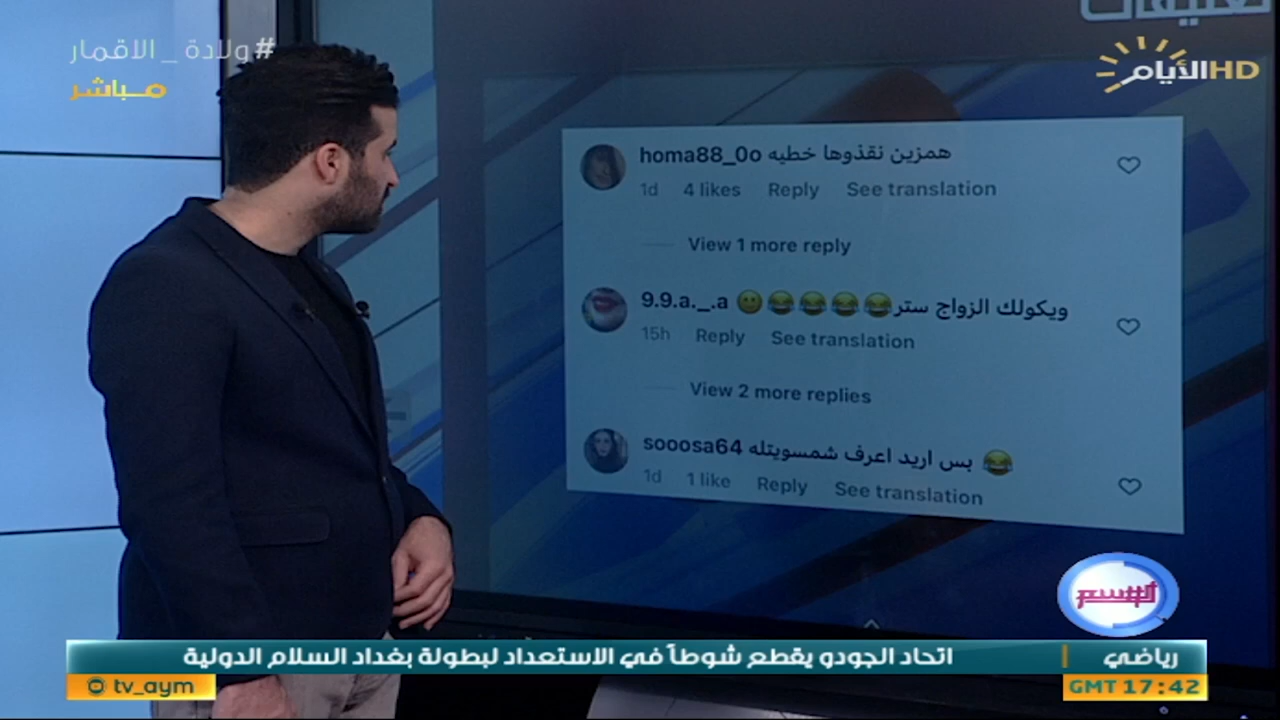 تعليقات
#ولادة_الاقمار
مباشر
الأيام HD
homa88_0o همزين نقذوها خطيه
1d 4 likes Reply See translation
View 1 more reply
9.9.a._.a 🙂😂😂😂😂ويكولك الزواج ستر
15h Reply See translation
View 2 more replies
sooosa64 بس اريد اعرف شمسويتله 😂
1d 1 like Reply See translation
رياضي | اتحاد الجودو يقطع شوطاً في الاستعداد لبطولة بغداد السلام الدولية
tv_aym
GMT 17:42